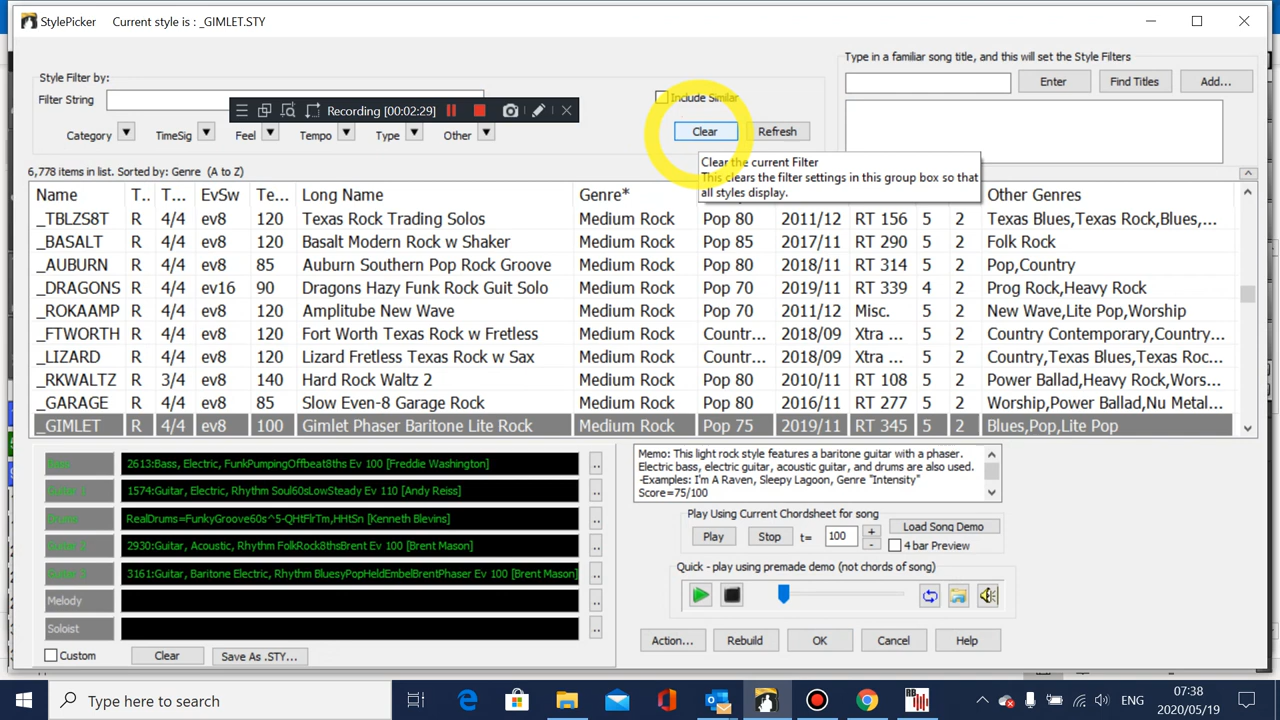 StylePicker Current style is : _GIMLET.STY
Type in a familiar song title, and this will set the Style Filters
Style Filter by:
Enter Find Titles Add...
Filter String
Include Similar
Recording [00:02:29]
Category TimeSig Feel Tempo Type Other
Clear Refresh
Clear the current Filter
This clears the filter settings in this group box so that
all styles display.
6,778 items in list. Sorted by: Genre (A to Z)
Name T.. T... EvSw Te... Long Name Genre* Other Genres
_TBLZS8T R 4/4 ev8 120 Texas Rock Trading Solos Medium Rock Pop 80 2011/12 RT 156 5 2 Texas Blues,Texas Rock,Blues,...
_BASALT R 4/4 ev8 120 Basalt Modern Rock w Shaker Medium Rock Pop 85 2017/11 RT 290 5 2 Folk Rock
_AUBURN R 4/4 ev8 85 Auburn Southern Pop Rock Groove Medium Rock Pop 80 2018/11 RT 314 5 2 Pop,Country
_DRAGONS R 4/4 ev16 90 Dragons Hazy Funk Rock Guit Solo Medium Rock Pop 70 2019/11 RT 339 4 2 Prog Rock,Heavy Rock
_ROKAAMP R 4/4 ev8 120 Amplitube New Wave Medium Rock Pop 70 2011/12 Misc. 5 2 New Wave,Lite Pop,Worship
_FTWORTH R 4/4 ev8 120 Fort Worth Texas Rock w Fretless Medium Rock Countr... 2018/09 Xtra ... 5 2 Country Contemporary,Country...
_LIZARD R 4/4 ev8 120 Lizard Fretless Texas Rock w Sax Medium Rock Countr... 2018/09 Xtra ... 5 2 Country,Texas Blues,Texas Roc...
_RKWALTZ R 3/4 ev8 140 Hard Rock Waltz 2 Medium Rock Pop 80 2010/11 RT 108 5 2 Power Ballad,Heavy Rock,Wors...
_GARAGE R 4/4 ev8 85 Slow Even-8 Garage Rock Medium Rock Pop 80 2016/11 RT 277 5 2 Worship,Power Ballad,Nu Metal...
_GIMLET R 4/4 ev8 100 Gimlet Phaser Baritone Lite Rock Medium Rock Pop 75 2019/11 RT 345 5 2 Blues,Pop,Lite Pop
Bass 2613:Bass, Electric, FunkPumpingOffbeat8ths Ev 100 [Freddie Washington]
1574:Guitar, Electric, Rhythm Soul60sLowSteady Ev 110 [Andy Reiss]
RealDrums=FunkyGroove60s^5-QHtFlrTm,HHtSn [Kenneth Blevins]
2930:Guitar, Acoustic, Rhythm FolkRock8thsBrent Ev 100 [Brent Mason]
3161:Guitar, Baritone Electric, Rhythm BluesyPopHeldEmbelBrentPhaser Ev 100 [Brent Mason]
Melody
Soloist
Custom Clear Save As .STY...
Memo: This light rock style features a baritone guitar with a phaser.
Electric bass, electric guitar, acoustic guitar, and drums are also used.
-Examples: I'm A Raven, Sleepy Lagoon, Genre "Intensity"
Score=75/100
Play Using Current Chordsheet for song
Play Stop t= 100 + - Load Song Demo
4 bar Preview
Quick - play using premade demo (not chords of song)
Action... Rebuild OK Cancel Help
Type here to search
ENG
07:38
2020/05/19